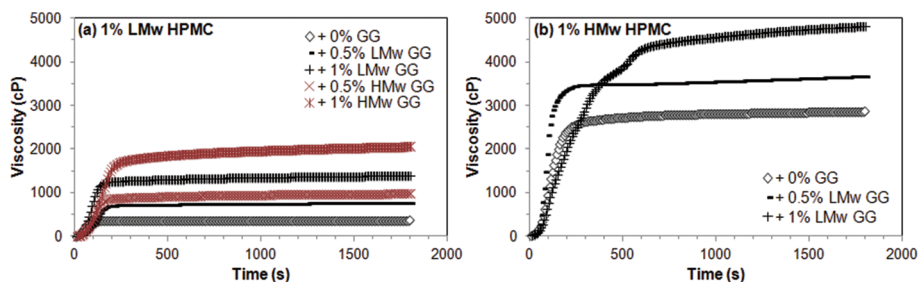 (a) 1% LMw HPMC
+ 0% GG
+ 0.5% LMw GG
+ 1% LMw GG
+ 0.5% HMw GG
+ 1% HMw GG
Viscosity (cP)
5000
4000
3000
2000
1000
0
0 500 1000 1500 2000
Time (s)
(b) 1% HMw HPMC
+0% GG
+ 0.5% LMw GG
+ 1% LMw GG
Viscosity (cP)
5000
4000
3000
2000
1000
0
0 500 1000 1500 2000
Time (s)